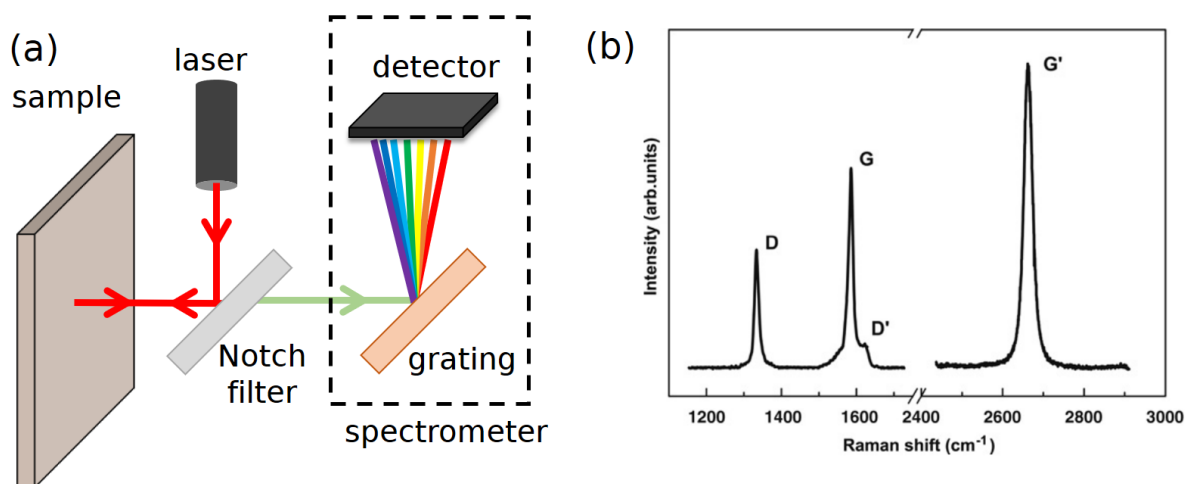 (a)
laser
sample
detector
Notch
filter
grating
spectrometer
(b)
G'
G
D
D'
Intensity (arb.units)
1200 1400 1600 2400 2600 2800 3000
Raman shift (cm⁻¹)